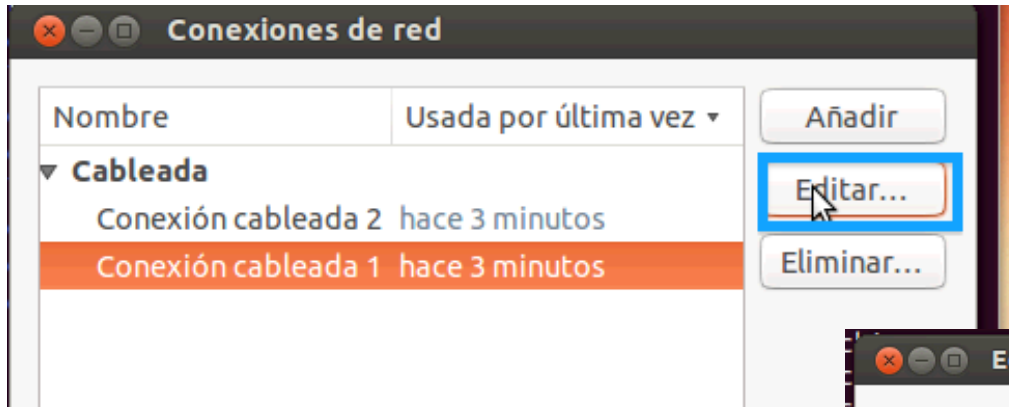 Conexiones de red
Nombre Usada por última vez
Añadir
Cableada
Editar...
Conexión cableada 2 hace 3 minutos
Conexión cableada 1 hace 3 minutos
Eliminar...